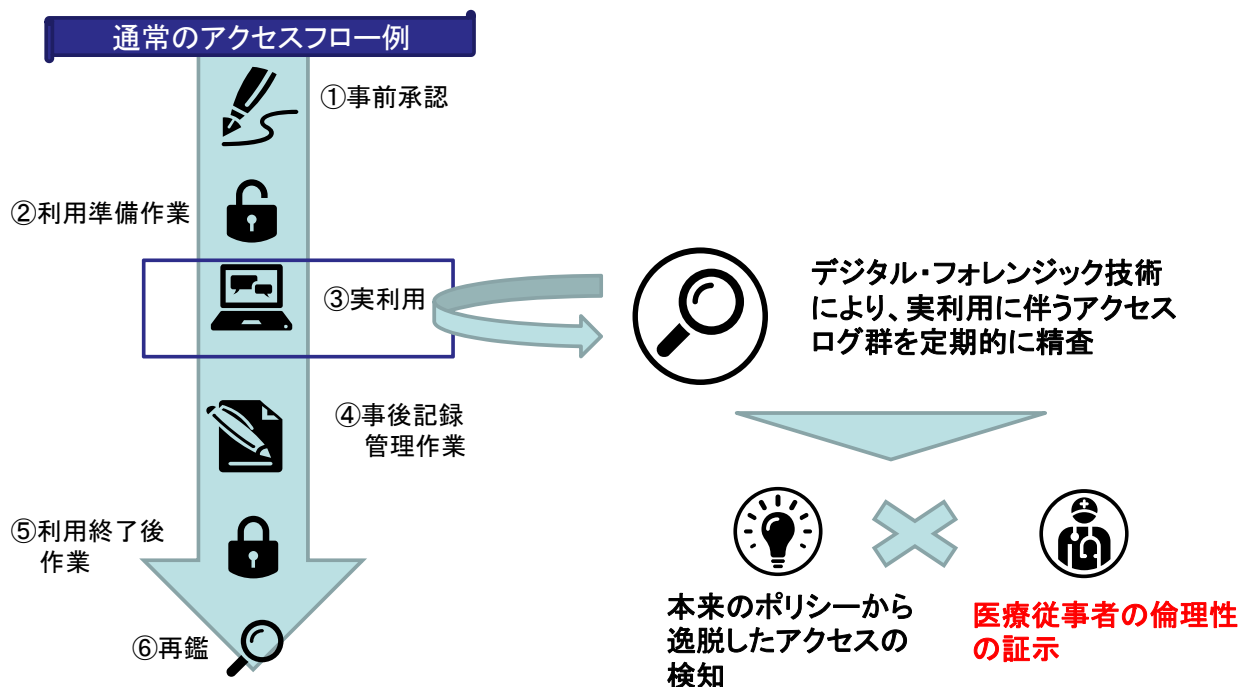 通常のアクセスフロー例
①事前承認
②利用準備作業
③実利用
④事後記録
管理作業
⑤利用終了後
作業
⑥再鑑
デジタル・フォレンジック技術
により、実利用に伴うアクセス
ログ群を定期的に精査
本来のポリシーから
逸脱したアクセスの
検知
医療従事者の倫理性
の証示